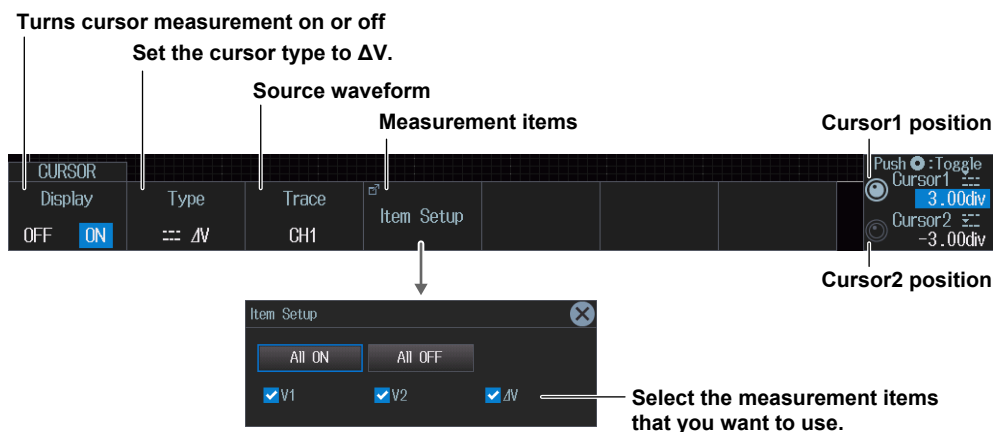 Turns cursor measurement on or off
Set the cursor type to ΔV.
Source waveform
Measurement items
Cursor1 position
CURSOR
Display
OFF ON
Type
ΔV
Trace
CH1
Item Setup
Push :Toggle
Cursor1
3.00div
Cursor2
-3.00div
Cursor2 position
Item Setup
All ON All OFF
V1 V2 ΔV
Select the measurement items
that you want to use.